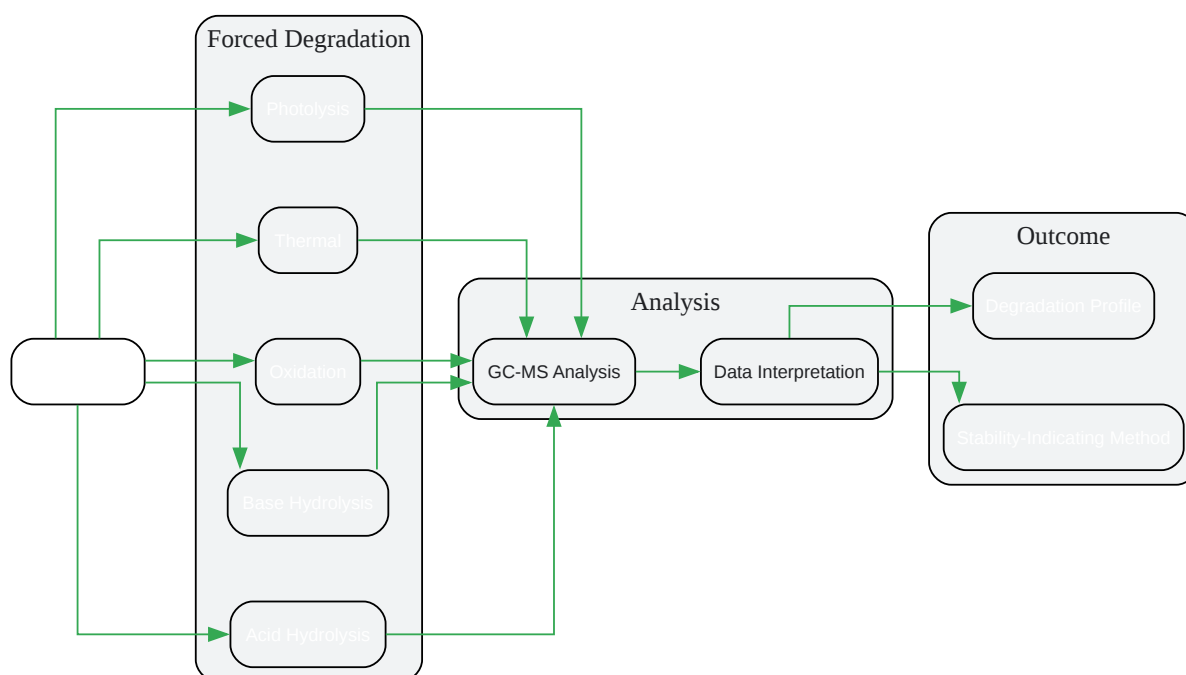 Forced Degradation
Photolysis
Thermal
Oxidation
Base Hydrolysis
Acid Hydrolysis
Analysis
GC-MS Analysis
Data Interpretation
Outcome
Degradation Profile
Stability-Indicating Method